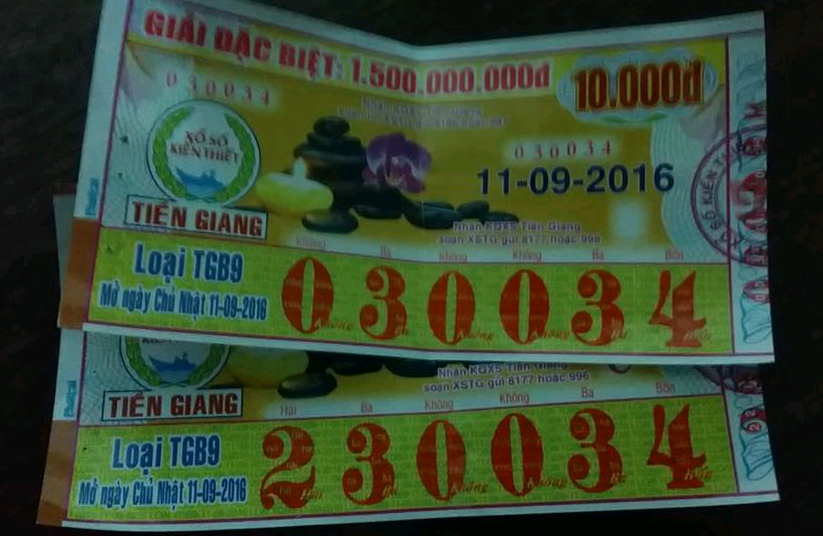 GIẢI ĐẶC BIỆT: 1.500.000.000đ
10.000đ
030034
XỔ SỐ
KIẾN THIẾT
030034
11-09-2016
TIỀN GIANG
Nhận KQXS Tiền Giang
soạn XSTG gửi 8177 hoặc 996
Loại TGB9
Mở ngày Chủ Nhật 11-09-2016
Không Ba Không Không Ba Bốn
030034
Nhận KQXS Tiền Giang
soạn XSTG gửi 8177 hoặc 996
TIỀN GIANG
Loại TGB9
Mở ngày Chủ Nhật 11-09-2016
Hai Ba Không Không Ba Bốn
230034